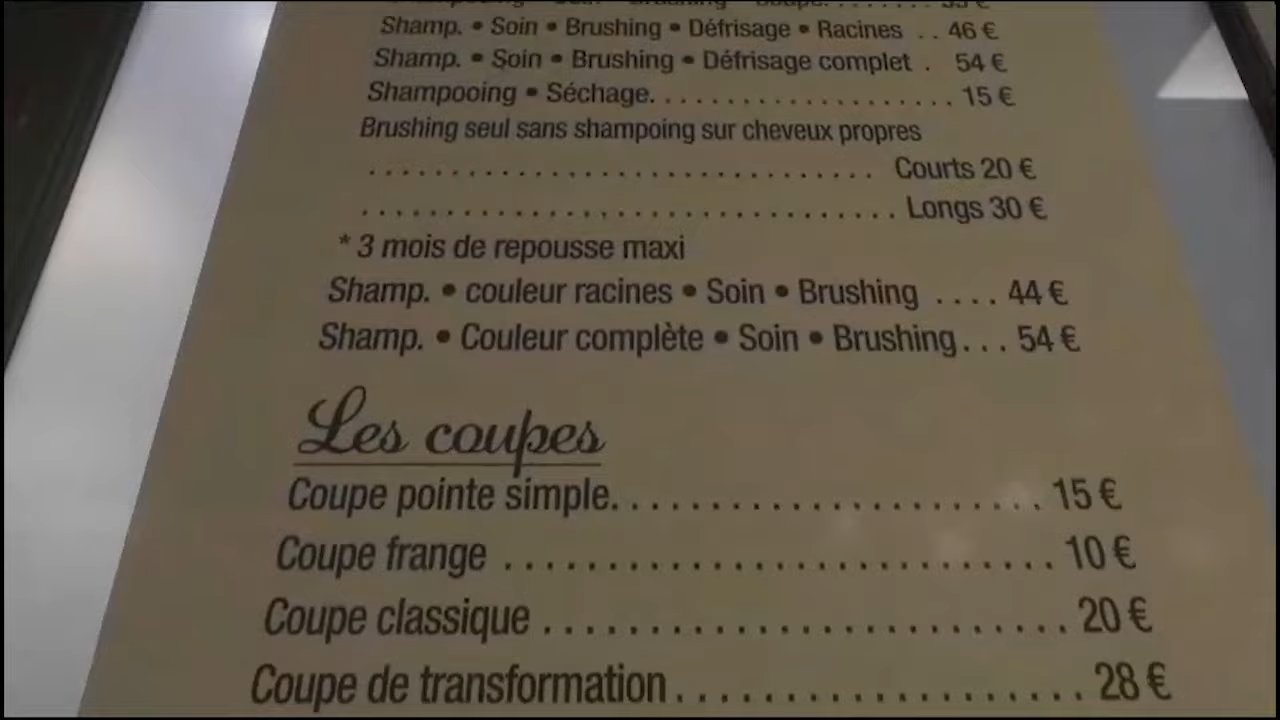 Shamp. • Soin • Brushing • Défrisage • Racines .. 46 €
Shamp. • Soin • Brushing • Défrisage complet . 54 €
Shampooing • Séchage. . . . . . . . . . . . . . . . . . . . 15 €
Brushing seul sans shampoing sur cheveux propres
. . . . . . . . . . . . . . . . . . . . . . . . . . . . . . . Courts 20 €
. . . . . . . . . . . . . . . . . . . . . . . . . . . . . . . . Longs 30 €
* 3 mois de repousse maxi
Shamp. • couleur racines • Soin • Brushing .... 44 €
Shamp. • Couleur complète • Soin • Brushing... 54 €
Les coupes
Coupe pointe simple. . . . . . . . . . . . . . . . . . . . . 15 €
Coupe frange . . . . . . . . . . . . . . . . . . . . . . . . . . . 10 €
Coupe classique . . . . . . . . . . . . . . . . . . . . . . . . . 20 €
Coupe de transformation . . . . . . . . . . . . . . . . . . 28 €